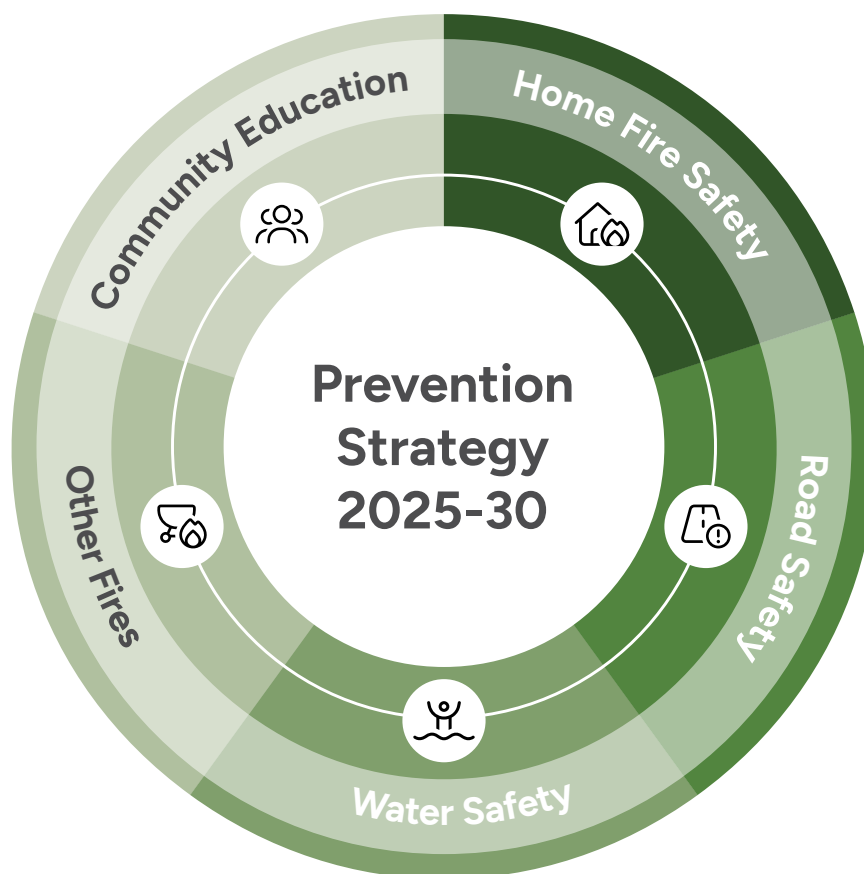 Prevention
Strategy
2025-30
Home Fire Safety
Road Safety
Water Safety
Other Fires
Community Education